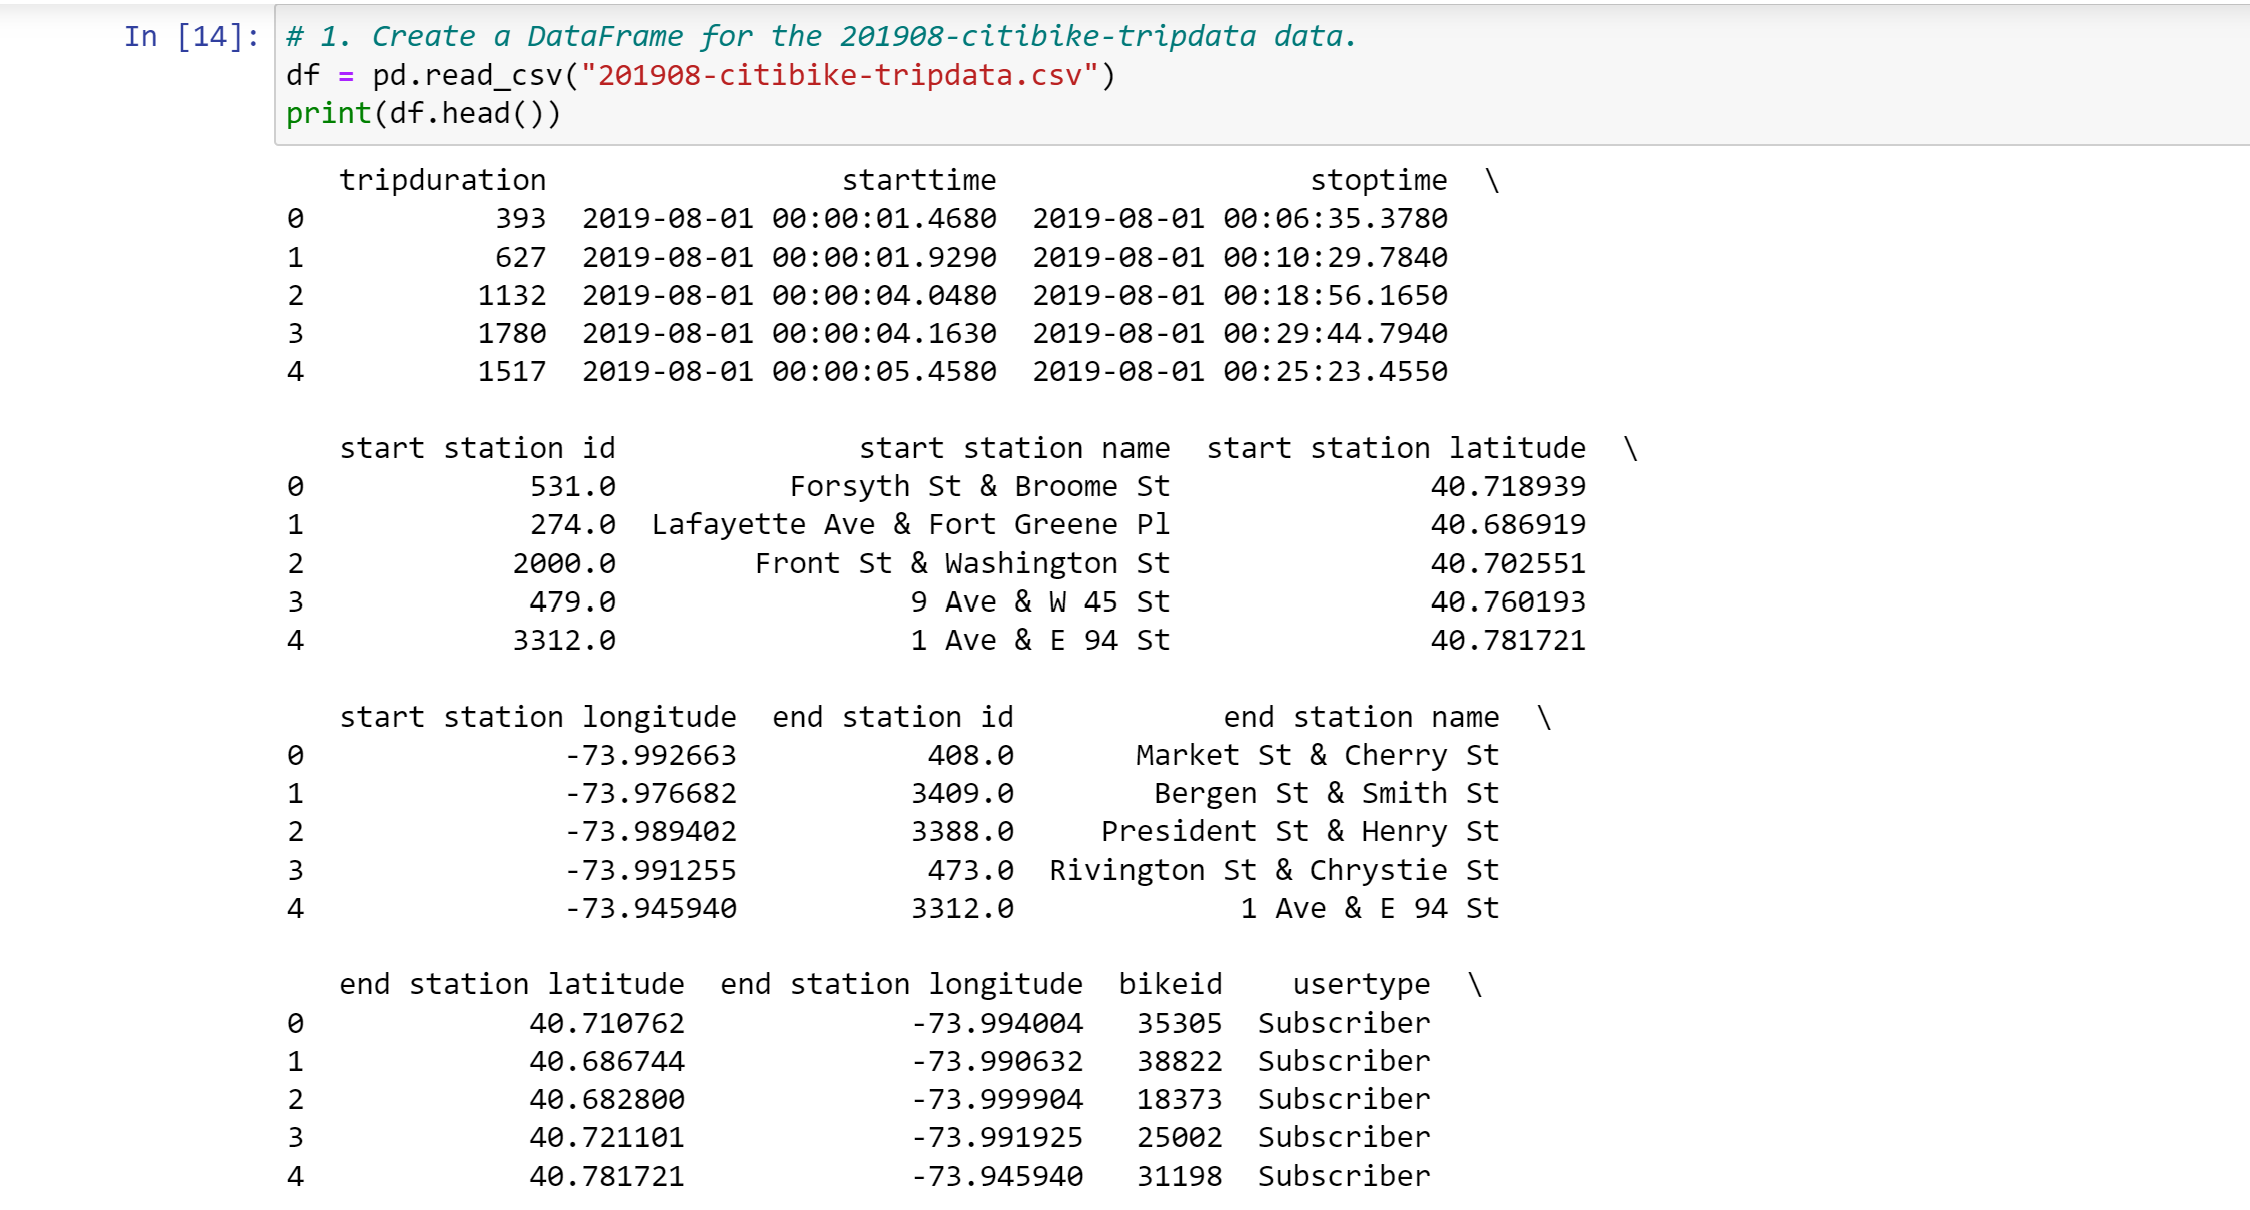 In [14]: # 1. Create a DataFrame for the 201908-citibike-tripdata data.
df = pd.read_csv("201908-citibike-tripdata.csv")
print(df.head())
tripduration starttime stoptime \
0 393 2019-08-01 00:00:01.4680 2019-08-01 00:06:35.3780
1 627 2019-08-01 00:00:01.9290 2019-08-01 00:10:29.7840
2 1132 2019-08-01 00:00:04.0480 2019-08-01 00:18:56.1650
3 1780 2019-08-01 00:00:04.1630 2019-08-01 00:29:44.7940
4 1517 2019-08-01 00:00:05.4580 2019-08-01 00:25:23.4550
start station id start station name start station latitude \
0 531.0 Forsyth St & Broome St 40.718939
1 274.0 Lafayette Ave & Fort Greene Pl 40.686919
2 2000.0 Front St & Washington St 40.702551
3 479.0 9 Ave & W 45 St 40.760193
4 3312.0 1 Ave & E 94 St 40.781721
start station longitude end station id end station name \
0 -73.992663 408.0 Market St & Cherry St
1 -73.976682 3409.0 Bergen St & Smith St
2 -73.989402 3388.0 President St & Henry St
3 -73.991255 473.0 Rivington St & Chrystie St
4 -73.945940 3312.0 1 Ave & E 94 St
end station latitude end station longitude bikeid usertype \
0 40.710762 -73.994004 35305 Subscriber
1 40.686744 -73.990632 38822 Subscriber
2 40.682800 -73.999904 18373 Subscriber
3 40.721101 -73.991925 25002 Subscriber
4 40.781721 -73.945940 31198 Subscriber